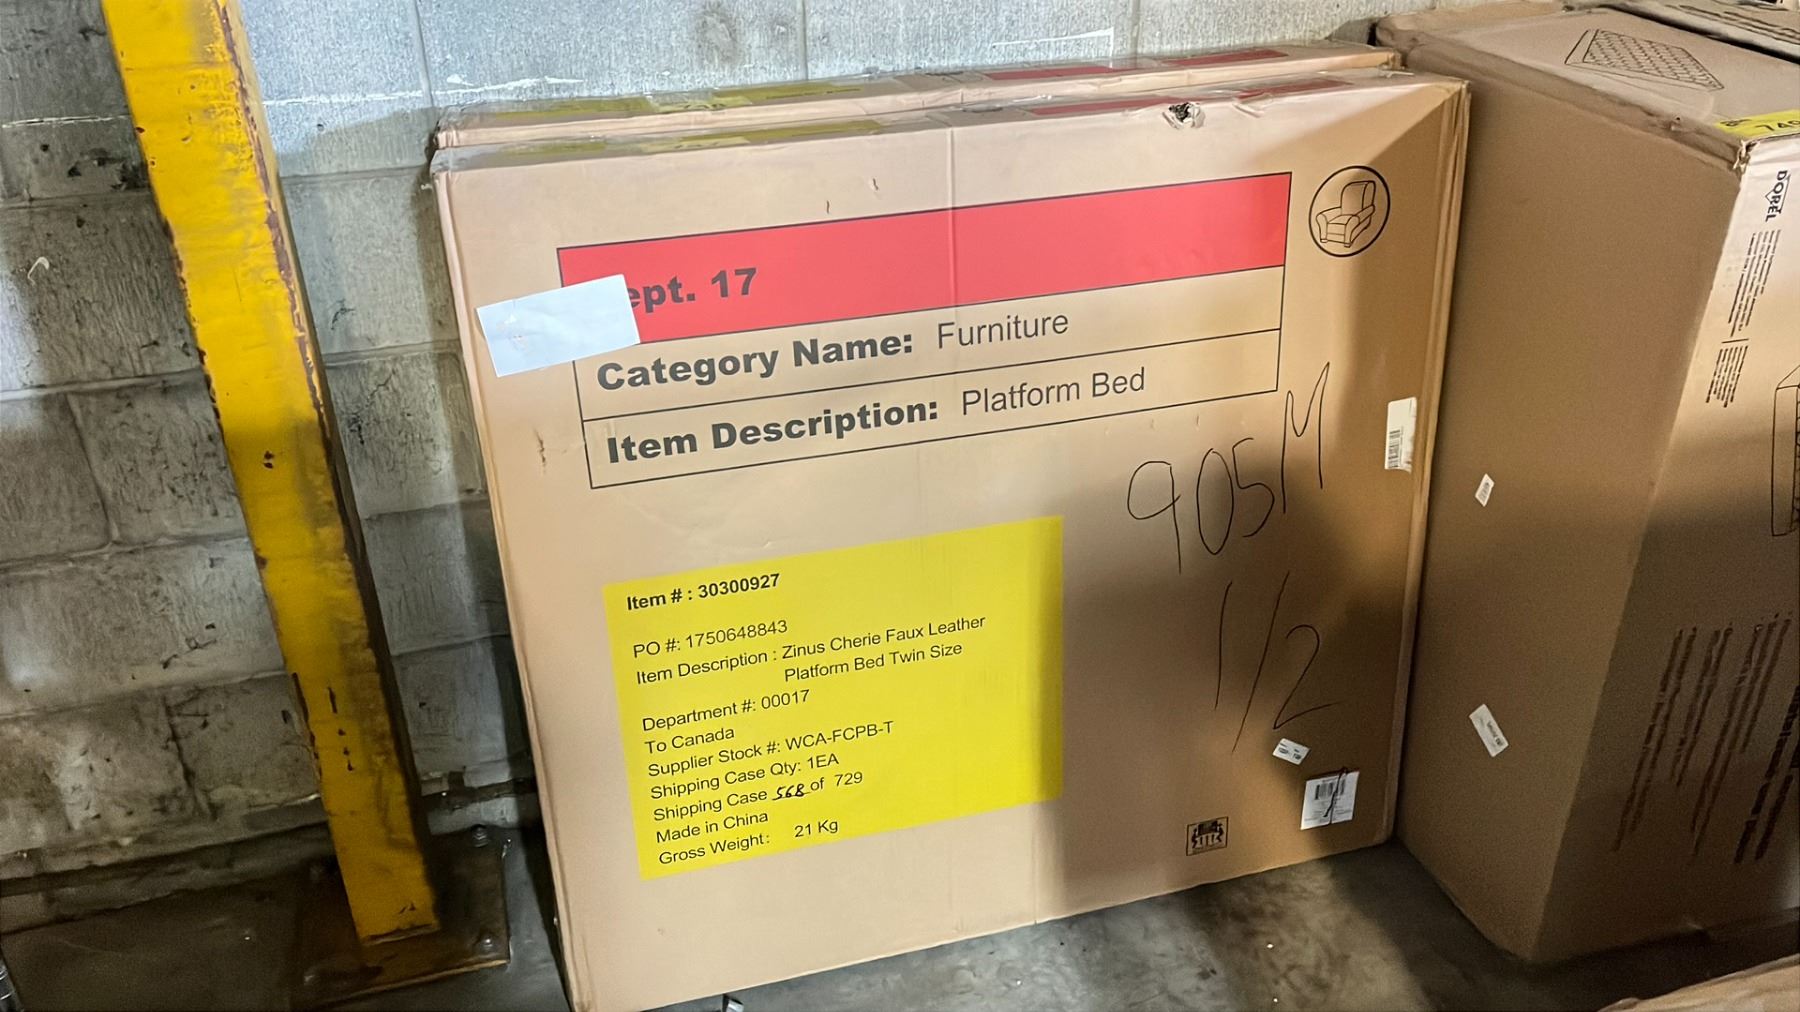 ept. 17
Category Name: Furniture
Item Description: Platform Bed
905M
1/2
Item # : 30300927
PO #: 1750648843
Item Description : Zinus Cherie Faux Leather
Platform Bed Twin Size
Department #: 00017
To Canada
Supplier Stock #: WCA-FCPB-T
Shipping Case Qty: 1EA
Shipping Case 568 of 729
Made in China
Gross Weight: 21 Kg
DOREL